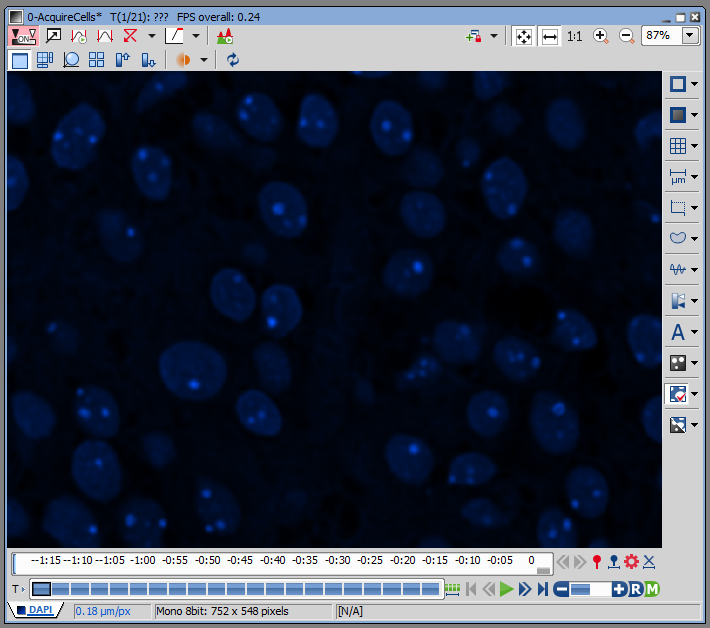 0-AcquireCells* T(1/21): ??? FPS overall: 0.24
ON
1:1 87%
µm
A
--1:15 --1:10 --1:05 -1:00 -0:55 -0:50 -0:45 -0:40 -0:35 -0:30 -0:25 -0:20 -0:15 -0:10 -0:05 0
T
R M
DAPI 0.18 µm/px Mono 8bit: 752 x 548 pixels [N/A]